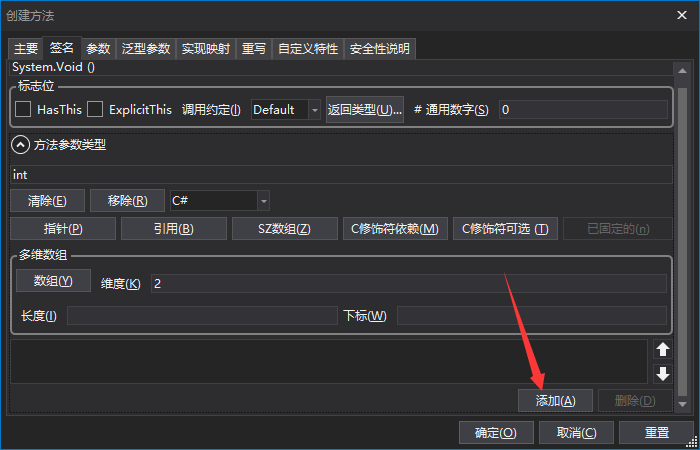 创建方法
主要 签名 参数 泛型参数 实现映射 重写 自定义特性 安全性说明
System.Void ()
标志位
HasThis ExplicitThis 调用约定(I) Default 返回类型(U)... # 通用数字(S) 0
方法参数类型
int
清除(E) 移除(R) C#
指针(P) 引用(B) SZ数组(Z) C修饰符依赖(M) C修饰符可选 (T) 已固定的(n)
多维数组
数组(Y) 维度(K) 2
长度(I) 下标(W)
添加(A) 删除(D)
确定(O) 取消(C) 重置